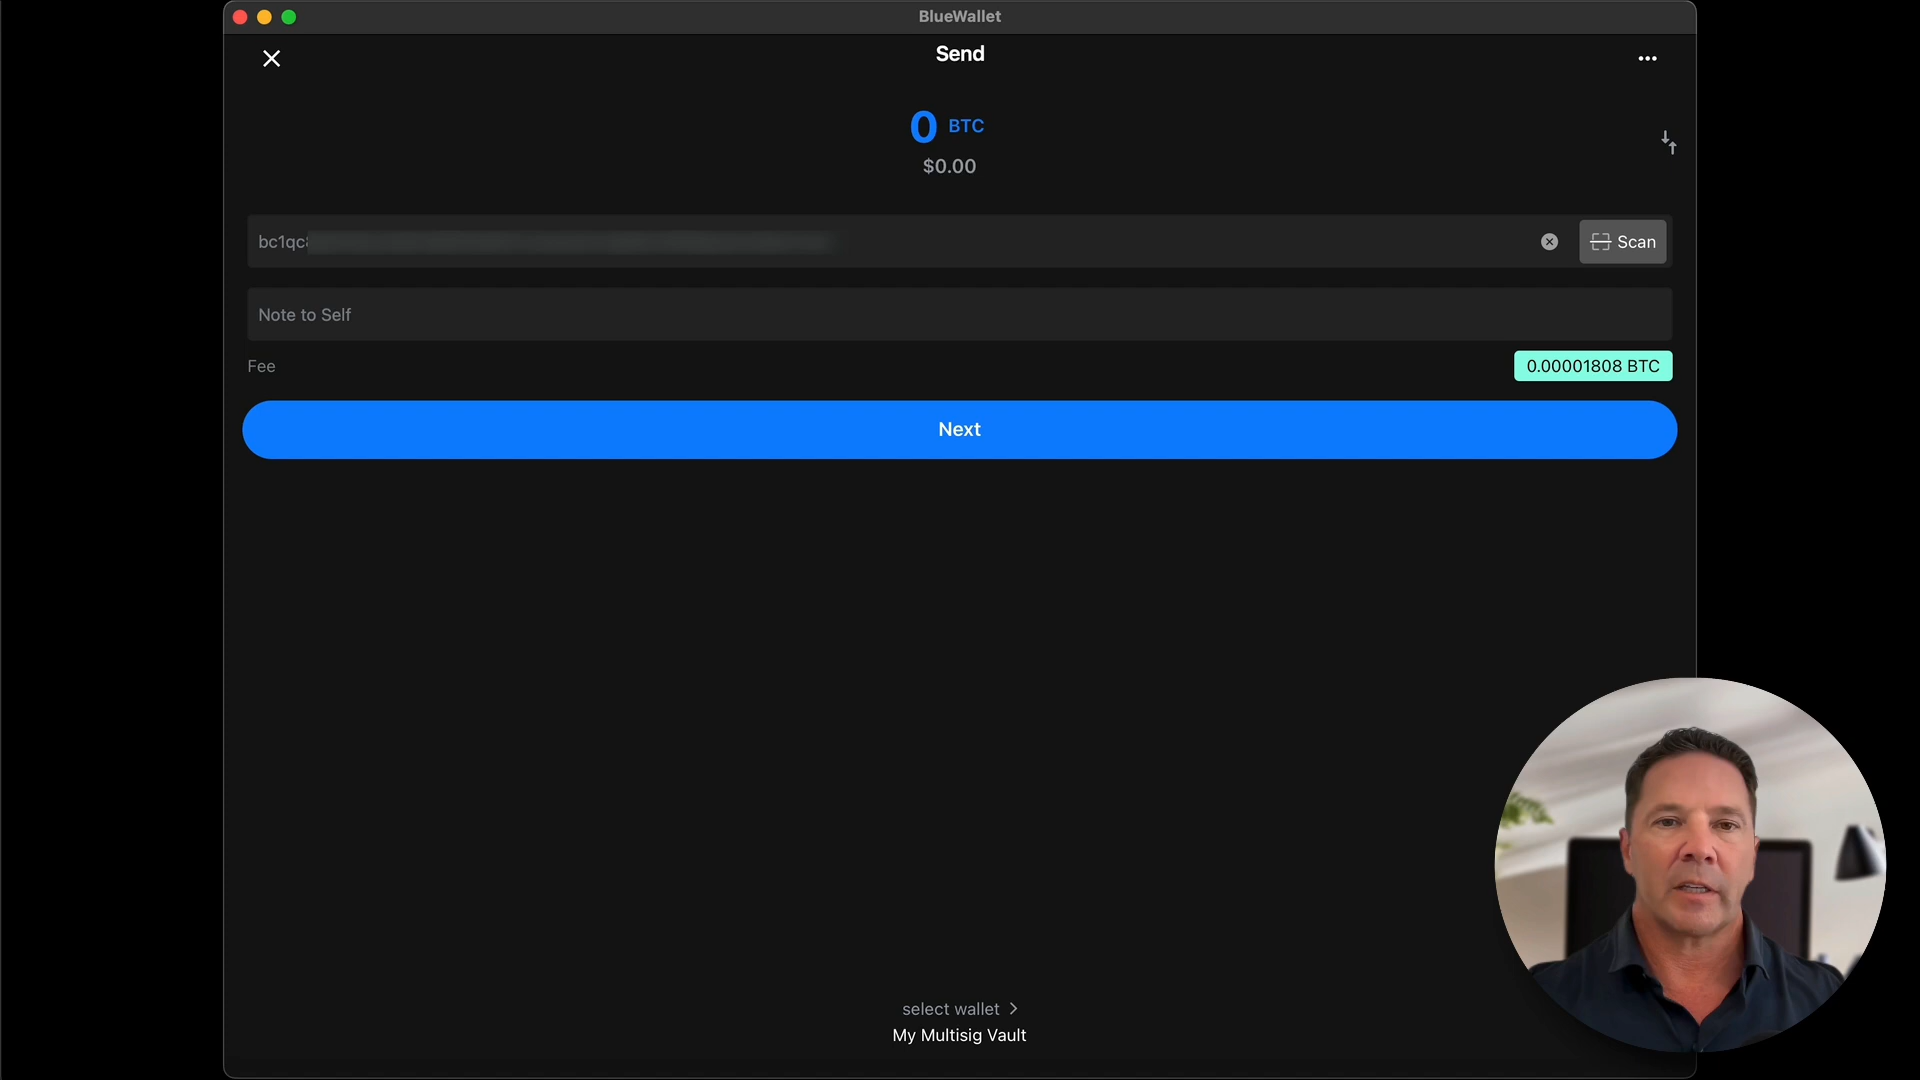 BlueWallet
Send
0 BTC
$0.00
Scan
Note to Self
Fee
0.00001808 BTC
Next
select wallet
My Multisig Vault